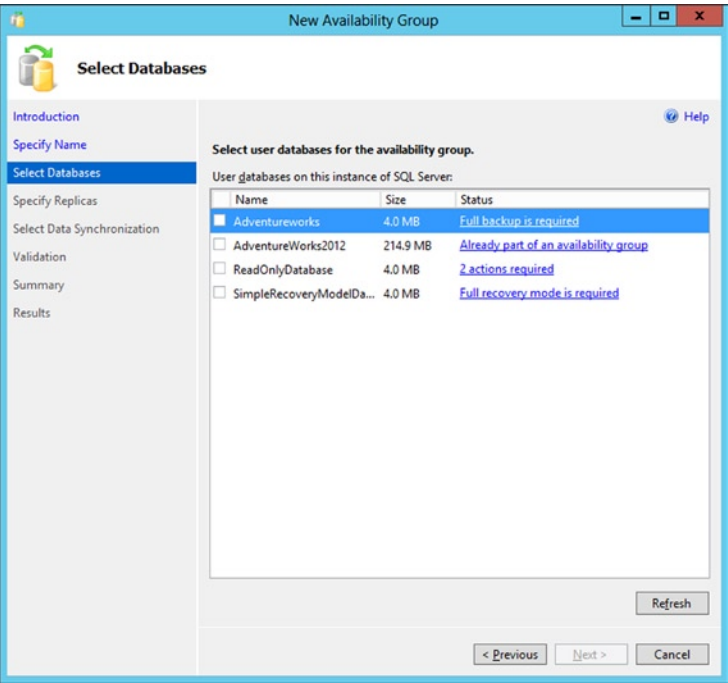 New Availability Group
Select Databases
Introduction
Specify Name
Select Databases
Specify Replicas
Select Data Synchronization
Validation
Summary
Results
Help
Select user databases for the availability group.
User databases on this instance of SQL Server:
Name Size Status
Adventureworks 4.0 MB Full backup is required
AdventureWorks2012 214.9 MB Already part of an availability group
ReadOnlyDatabase 4.0 MB 2 actions required
SimpleRecoveryModelDa... 4.0 MB Full recovery mode is required
Refresh
< Previous Next > Cancel